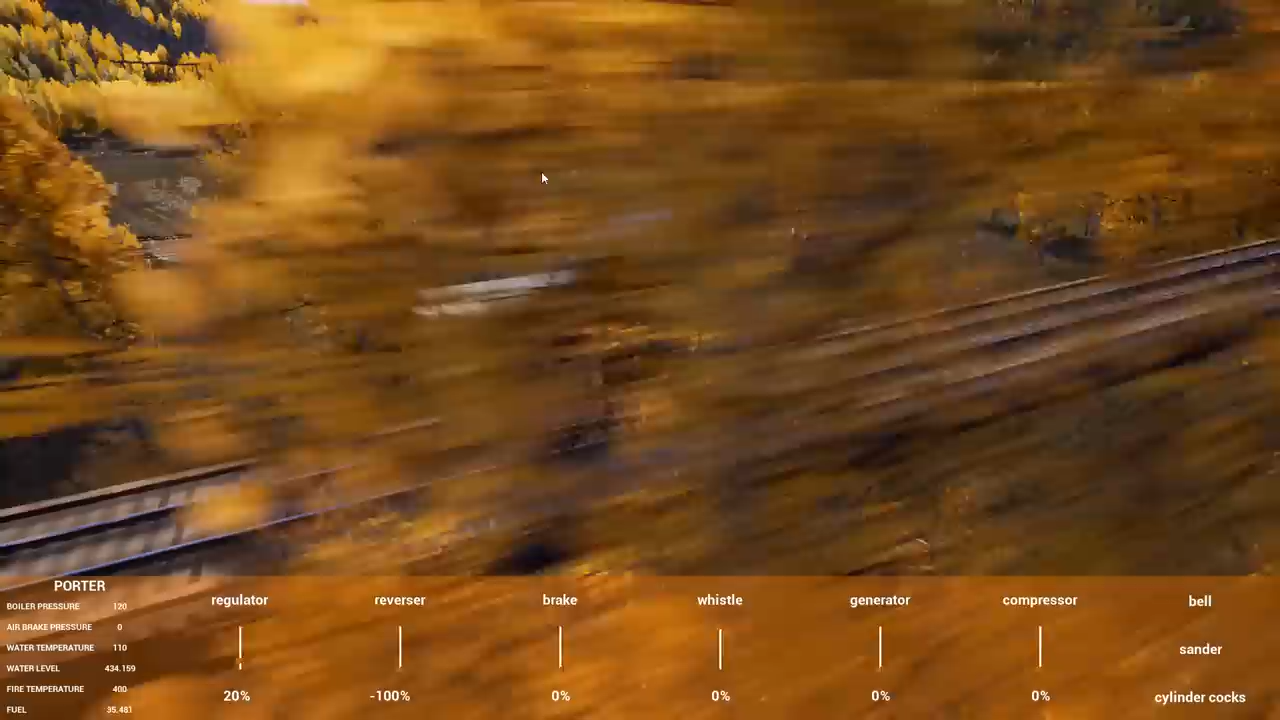 PORTER
BOILER PRESSURE 120
AIR BRAKE PRESSURE 0
WATER TEMPERATURE 110
WATER LEVEL 434.159
FIRE TEMPERATURE 400
FUEL 35.481
regulator
20%
reverser
-100%
brake
0%
whistle
0%
generator
0%
compressor
0%
bell
sander
cylinder cocks